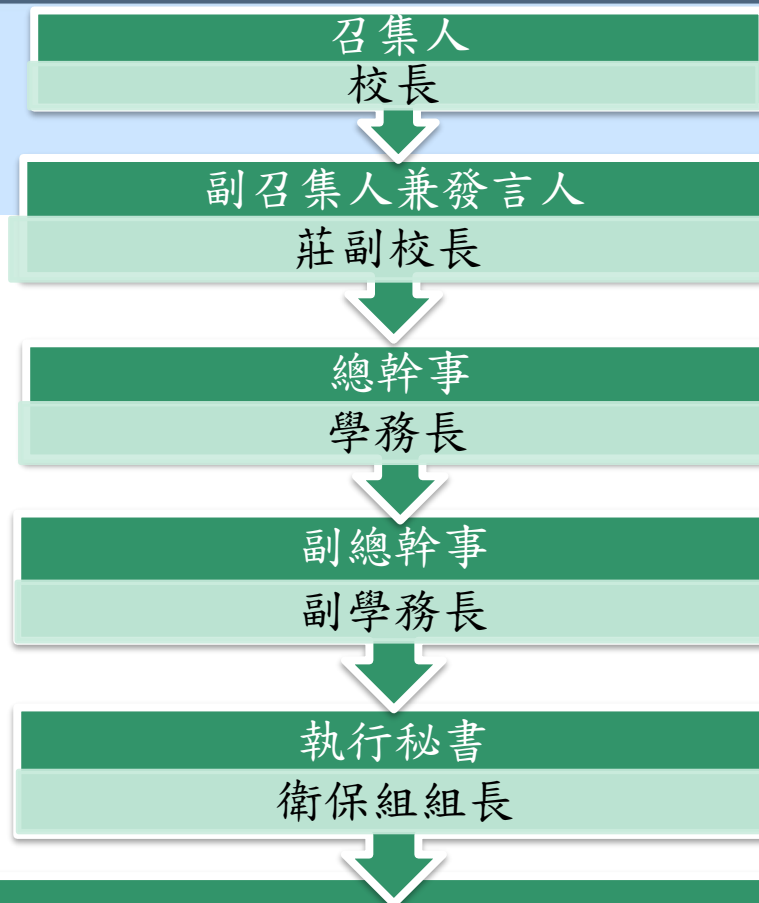 召集人
校長
副召集人兼發言人
莊副校長
總幹事
學務長
副總幹事
副學務長
執行秘書
衛保組組長